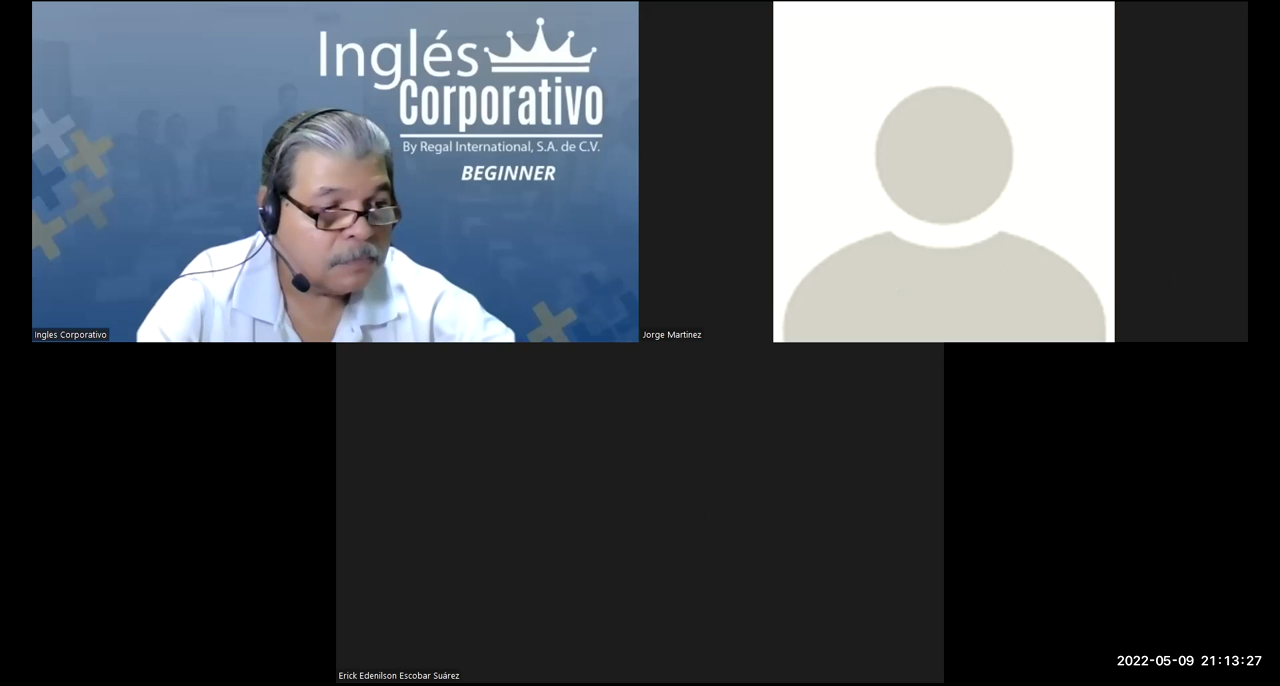 Inglés
Corporativo
By Regal International, S.A. de C.V.
BEGINNER
Ingles Corporativo
Jorge Martinez
Erick Edenilson Escobar Suárez
2022-05-09 21:13:27